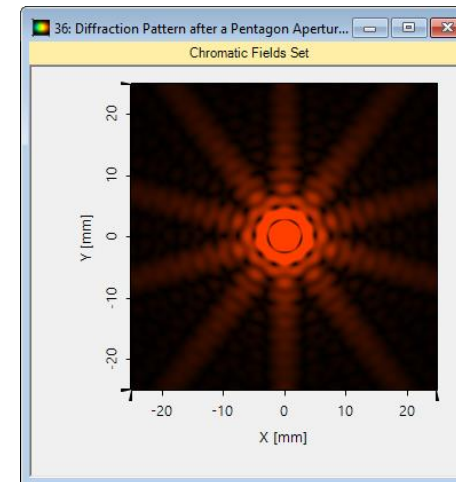 36: Diffraction Pattern after a Pentagon Apertur...
Chromatic Fields Set
20
10
0
-10
-20
Y [mm]
-20 -10 0 10 20
X [mm]